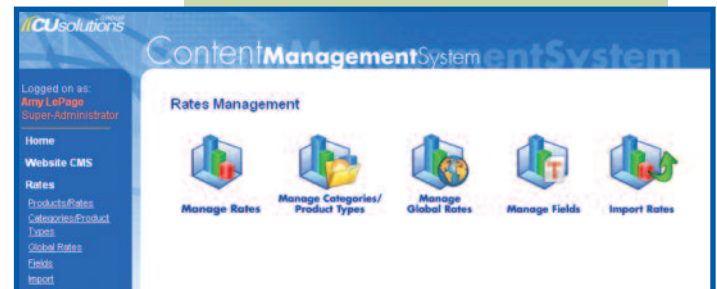 CUsolutions
GROUP
ContentManagementSystem
Logged on as:
Amy LePage
Super-Administrator
Home
Website CMS
Rates
Products/Rates
Categories/Product
Types
Global Rates
Fields
Import
Rates Management
Manage Rates
Manage Categories/
Product Types
Manage
Global Rates
T
Manage Fields
Import Rates